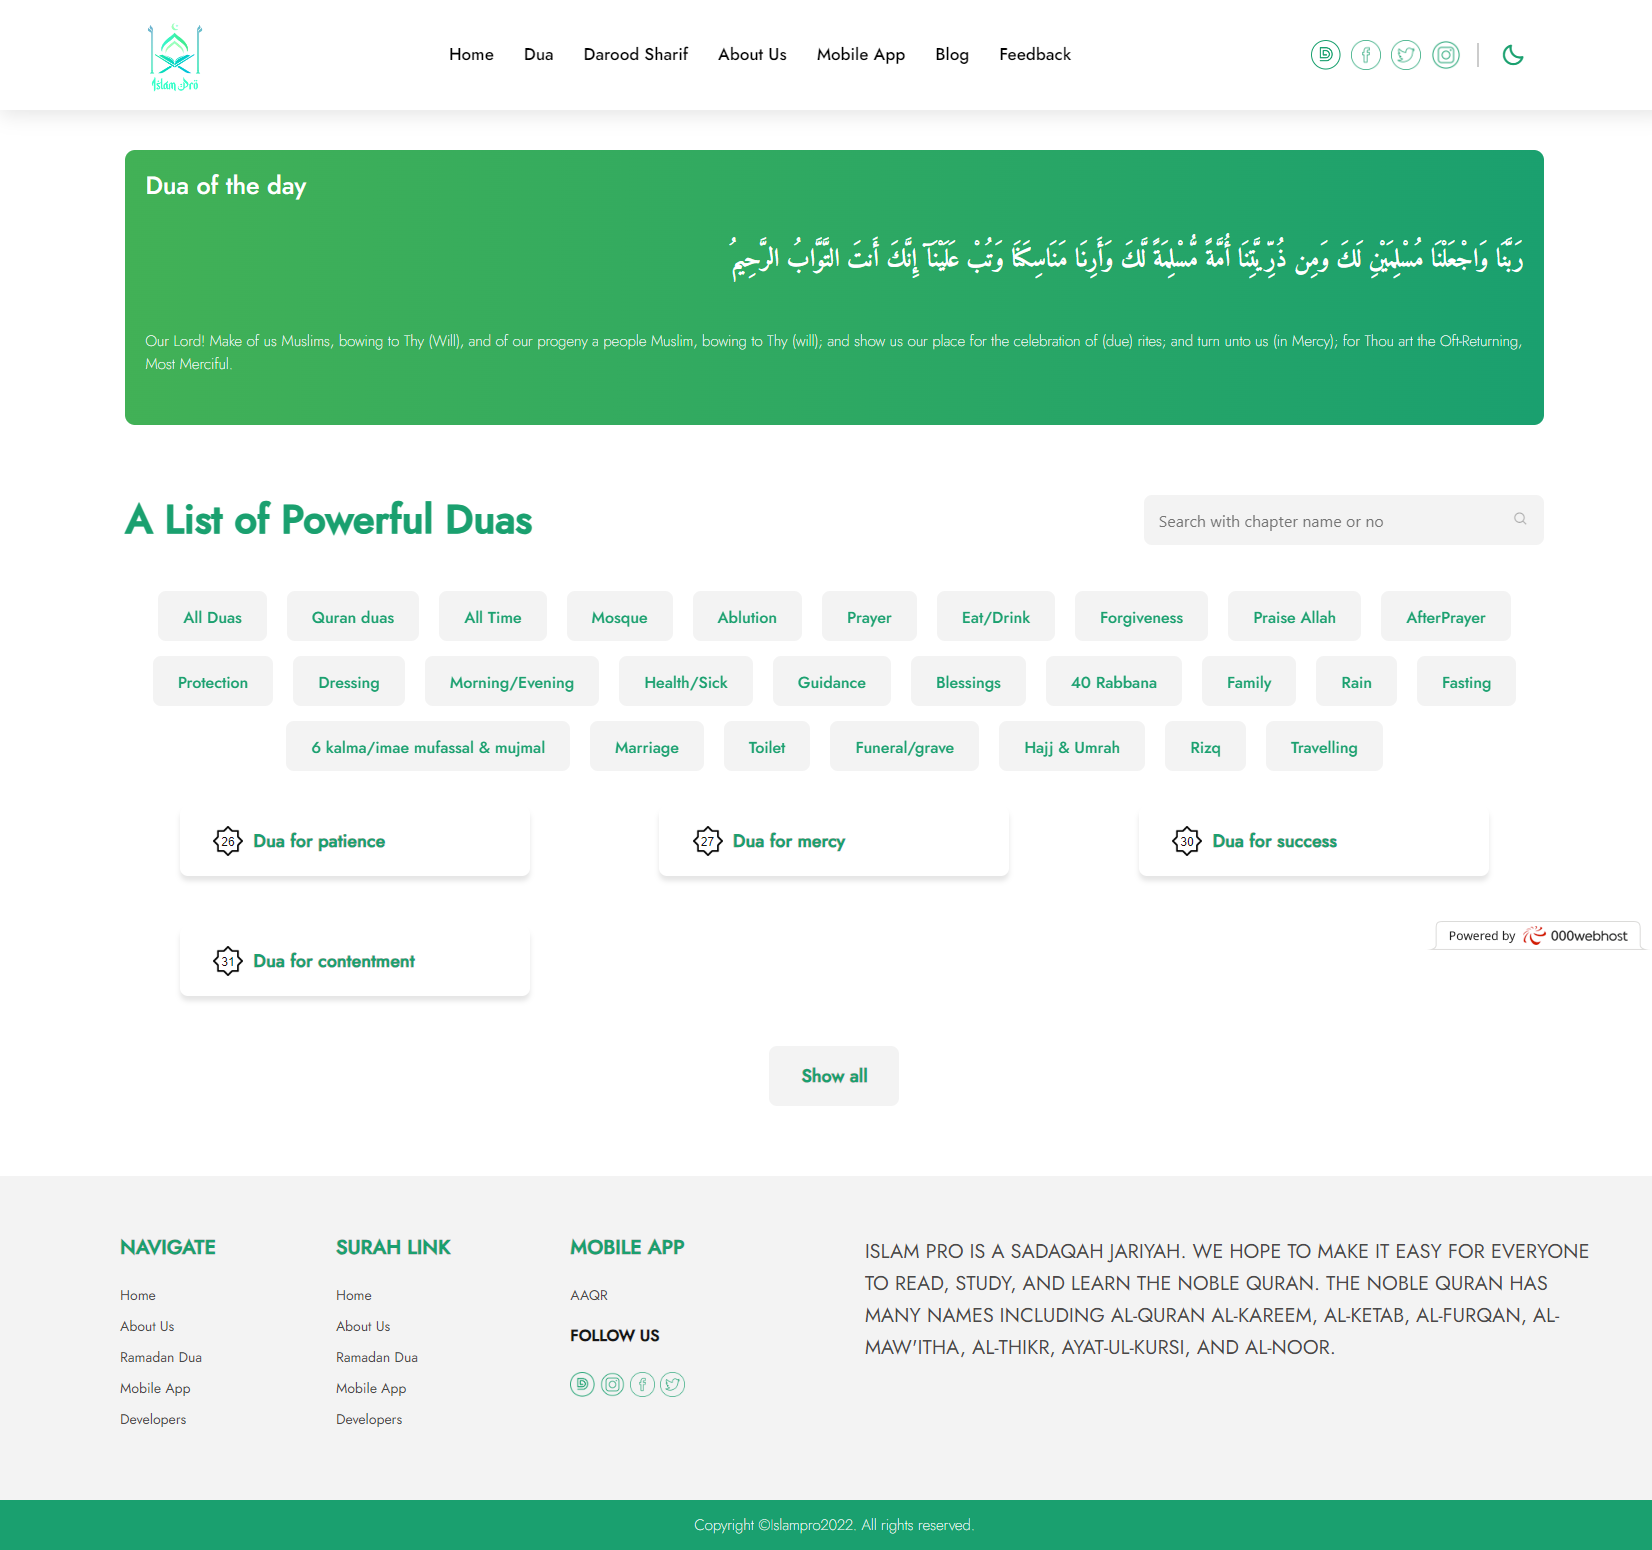 Islam Pro
Home Dua Darood Sharif About Us Mobile App Blog Feedback
Dua of the day
رَبَّنَا وَاجْعَلْنَا مُسْلِمَيْنِ لَكَ وَمِن ذُرِّيَّتِنَا أُمَّةً مُّسْلِمَةً لَّكَ وَأَرِنَا مَنَاسِكَنَا وَتُبْ عَلَيْنَآ إِنَّكَ أَنتَ التَّوَّابُ الرَّحِيمُ
Our Lord! Make of us Muslims, bowing to Thy (Will), and of our progeny a people Muslim, bowing to Thy (will); and show us our place for the celebration of (due) rites; and turn unto us (in Mercy); for Thou art the Oft-Returning,
Most Merciful.
A List of Powerful Duas
Search with chapter name or no
All Duas Quran duas All Time Mosque Ablution Prayer Eat/Drink Forgiveness Praise Allah AfterPrayer
Protection Dressing Morning/Evening Health/Sick Guidance Blessings 40 Rabbana Family Rain Fasting
6 kalma/imae mufassal & mujmal Marriage Toilet Funeral/grave Hajj & Umrah Rizq Travelling
26 Dua for patience
27 Dua for mercy
30 Dua for success
31 Dua for contentment
Powered by 000webhost
Show all
NAVIGATE
Home
About Us
Ramadan Dua
Mobile App
Developers
SURAH LINK
Home
About Us
Ramadan Dua
Mobile App
Developers
MOBILE APP
AAQR
FOLLOW US
ISLAM PRO IS A SADAQAH JARIYAH. WE HOPE TO MAKE IT EASY FOR EVERYONE
TO READ, STUDY, AND LEARN THE NOBLE QURAN. THE NOBLE QURAN HAS
MANY NAMES INCLUDING AL-QURAN AL-KAREEM, AL-KETAB, AL-FURQAN, AL-
MAW'ITHA, AL-THIKR, AYAT-UL-KURSI, AND AL-NOOR.
Copyright ©Islampro2022. All rights reserved.